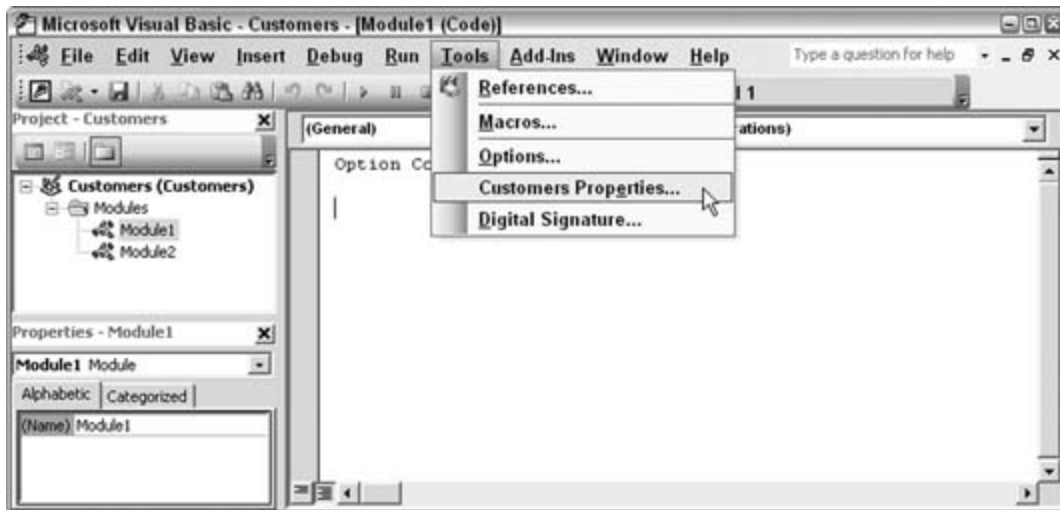 Microsoft Visual Basic - Customers - [Module1 (Code)]
File Edit View Insert Debug Run Tools Add-Ins Window Help Type a question for help
References...
Macros...
Options...
Customers Properties...
Digital Signature...
1
Project - Customers
(General)
ations)
Option Co
Customers (Customers)
Modules
Module1
Module2
Properties - Module1
Module1 Module
Alphabetic Categorized
(Name) Module1